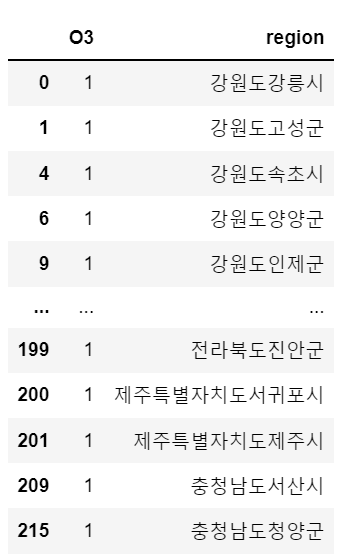 O3 region
0 1 강원도강릉시
1 1 강원도고성군
4 1 강원도속초시
6 1 강원도양양군
9 1 강원도인제군
... ... ...
199 1 전라북도진안군
200 1 제주특별자치도서귀포시
201 1 제주특별자치도제주시
209 1 충청남도서산시
215 1 충청남도청양군